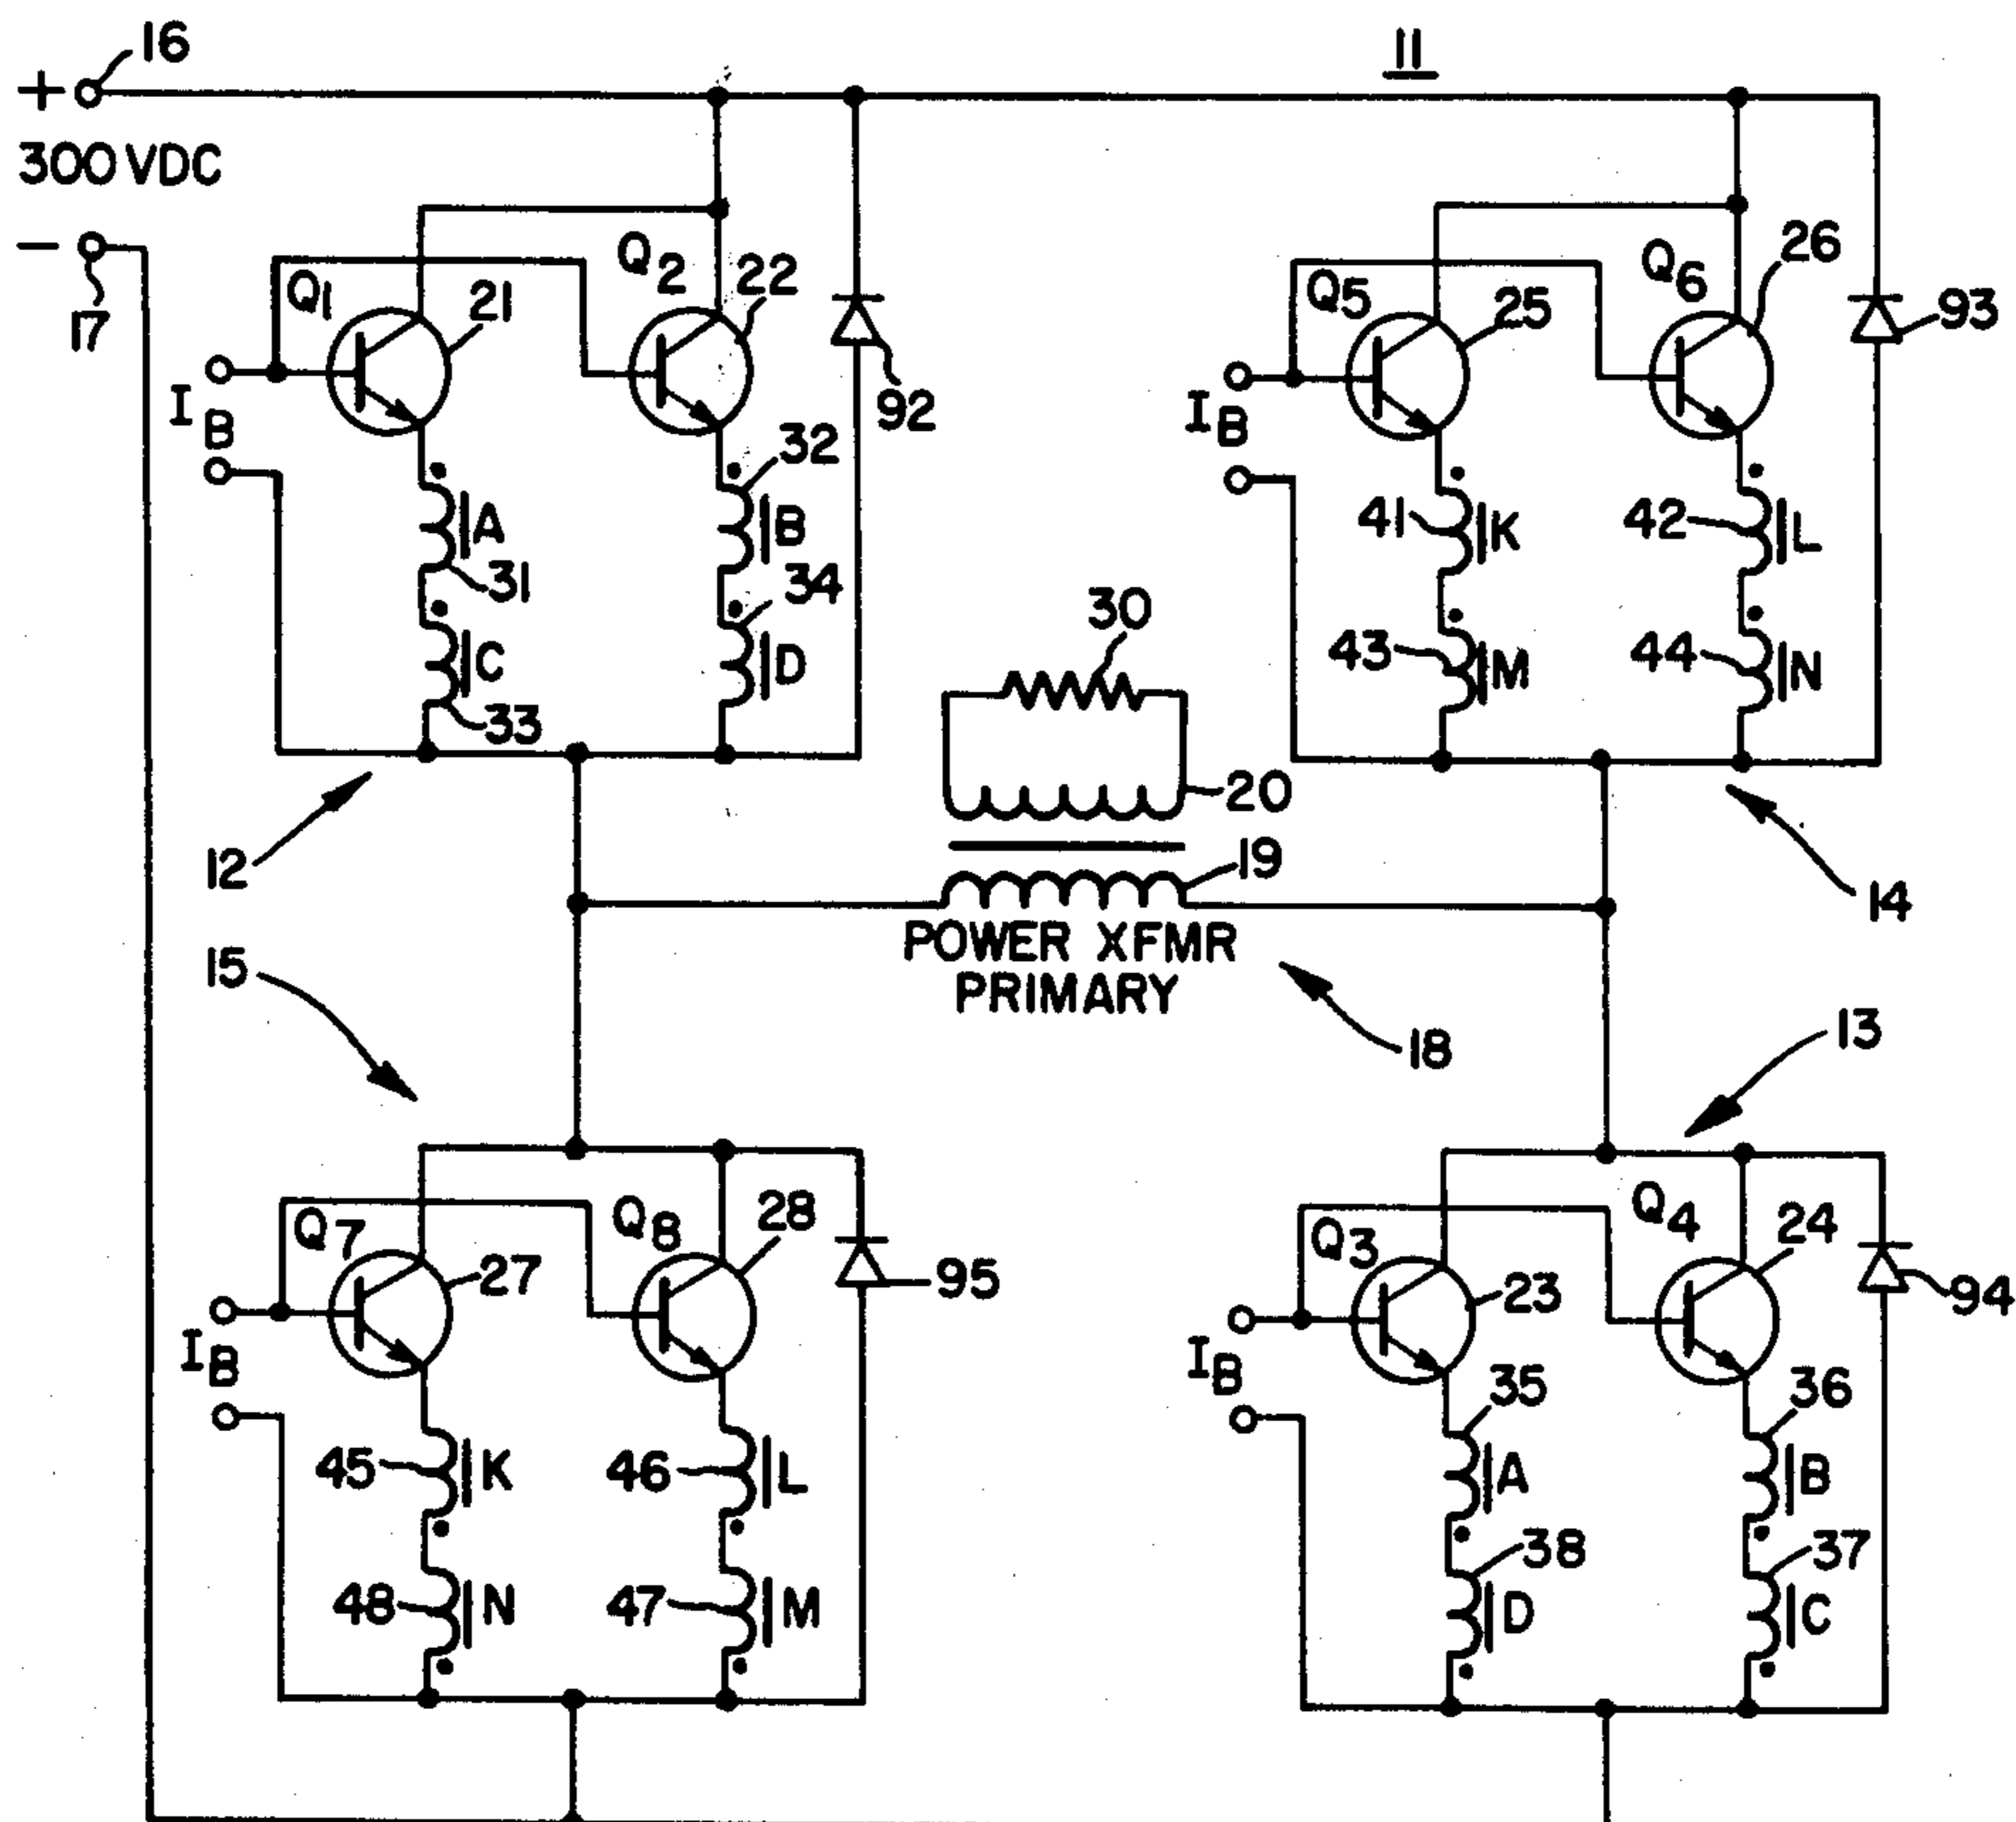 16
11
+
300 VDC
−
17
Q1
21
Q2
22
92
Q5
25
Q6
26
93
IB
IB
32
A
B
31
34
C
D
33
41
K
42
L
43
M
44
N
30
20
19
12
14
POWER XFMR
PRIMARY
15
18
13
Q7
27
Q8
28
95
Q3
23
Q4
24
94
IB
IB
35
36
45
K
46
L
A
B
38
37
48
N
47
M
D
C